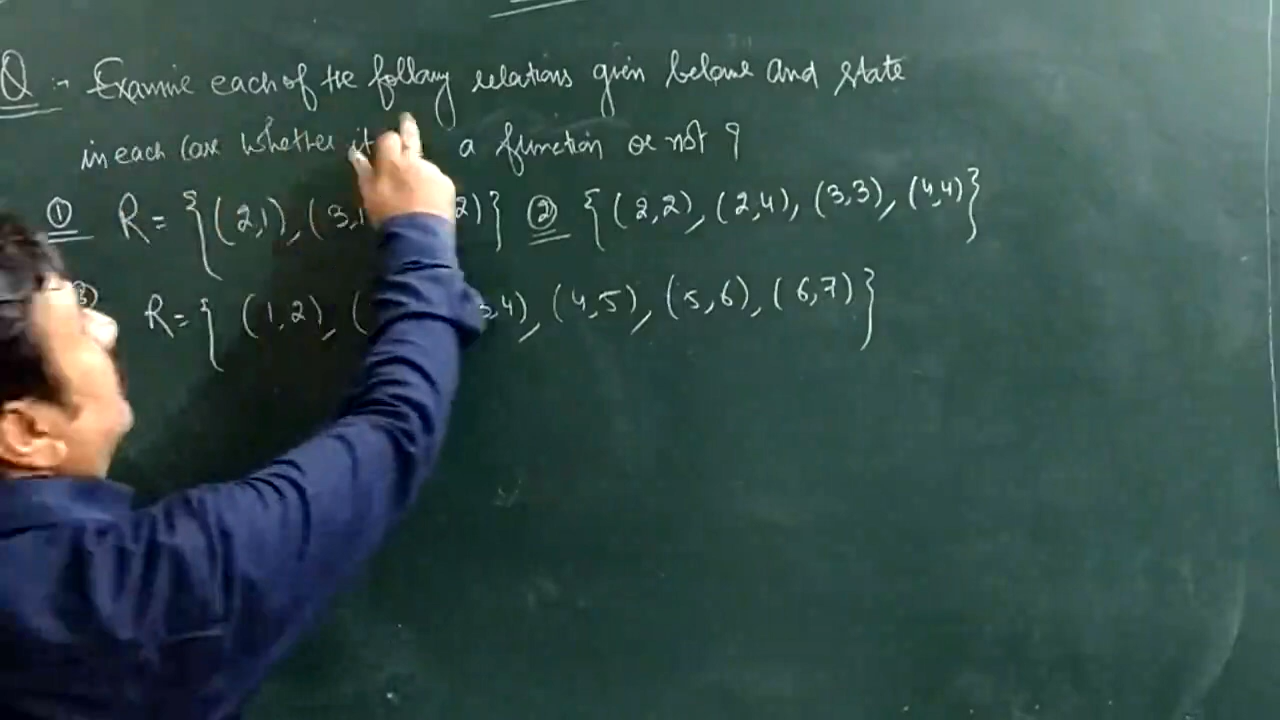 Q :- Examine each of the following relations given below and state
in each case whether it a function or not ?
① R = {(2,1), (3,1 2)} ② {(2,2), (2,4), (3,3), (4,4)}
R = { (1,2), ( 3,4), (4,5), (5,6), (6,7)}